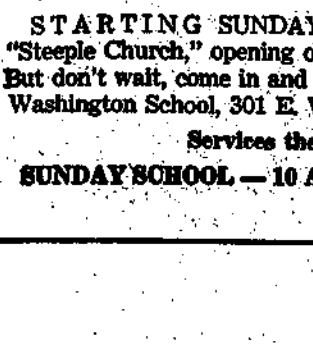 STARTING SUNDAY
"Steeple Church," opening o
But don't wait, come in and
Washington School, 301 E.
Services the
SUNDAY SCHOOL — 10 A